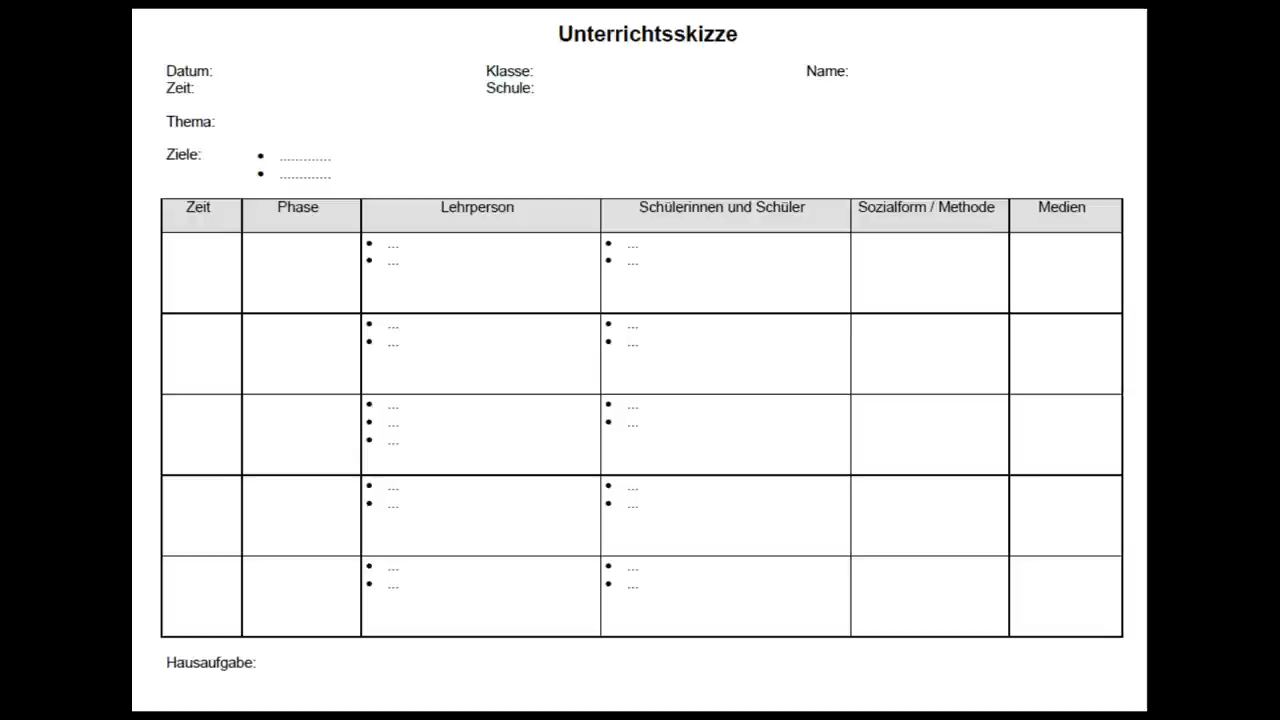 Unterrichtsskizze
Datum: Klasse: Name:
Zeit: Schule:
Thema:
Ziele: • .............
• .............
Zeit Phase Lehrperson Schülerinnen und Schüler Sozialform / Methode Medien
• ... • ...
• ... • ...
• ... • ...
• ... • ...
• ... • ...
• ... • ...
• ...
• ... • ...
• ... • ...
• ... • ...
• ... • ...
Hausaufgabe: